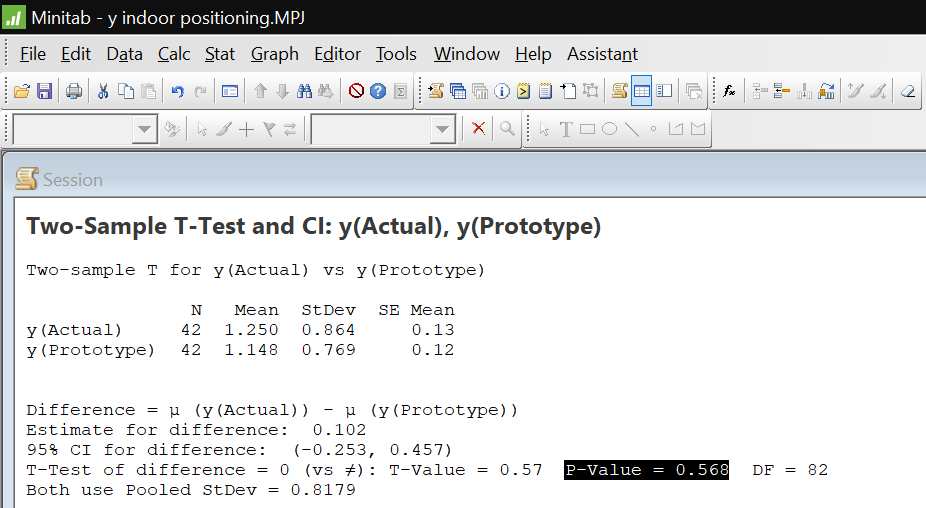 Minitab - y indoor positioning.MPJ
File Edit Data Calc Stat Graph Editor Tools Window Help Assistant
Session
Two-Sample T-Test and CI: y(Actual), y(Prototype)
Two-sample T for y(Actual) vs y(Prototype)
N Mean StDev SE Mean
y(Actual) 42 1.250 0.864 0.13
y(Prototype) 42 1.148 0.769 0.12
Difference = μ (y(Actual)) - μ (y(Prototype))
Estimate for difference: 0.102
95% CI for difference: (-0.253, 0.457)
T-Test of difference = 0 (vs ≠): T-Value = 0.57 P-Value = 0.568 DF = 82
Both use Pooled StDev = 0.8179